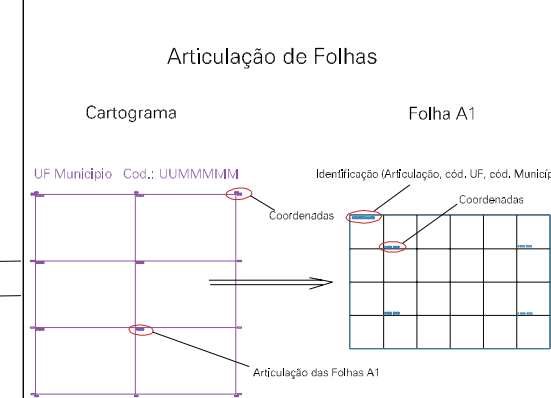 Articulação de Folhas
Cartograma
Folha A1
UF Municipio Cod.: UUMMMMM
Identificação (Articulação, cód. UF, cód. Municíp
Coordenadas
Coordenadas
Articulação das Folhas A1